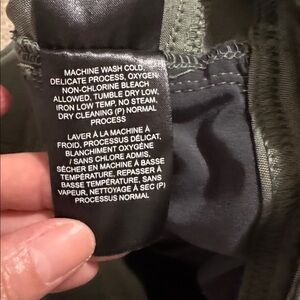 MACHINE WASH COLD,
DELICATE PROCESS, OXYGEN
NON-CHLORINE BLEACH
ALLOWED, TUMBLE DRY LOW,
IRON LOW TEMP, NO STEAM,
DRY CLEANING (P) NORMAL
PROCESS
LAVER À LA MACHINE À
FROID, PROCESSUS DÉLICAT,
BLANCHIMENT OXYGÈNE
/ SANS CHLORE ADMIS,
SÉCHER EN MACHINE À BASSE
TEMPÉRATURE, REPASSER À
BASSE TEMPÉRATURE, SANS
VAPEUR, NETTOYAGE À SEC (P)
PROCESSUS NORMAL